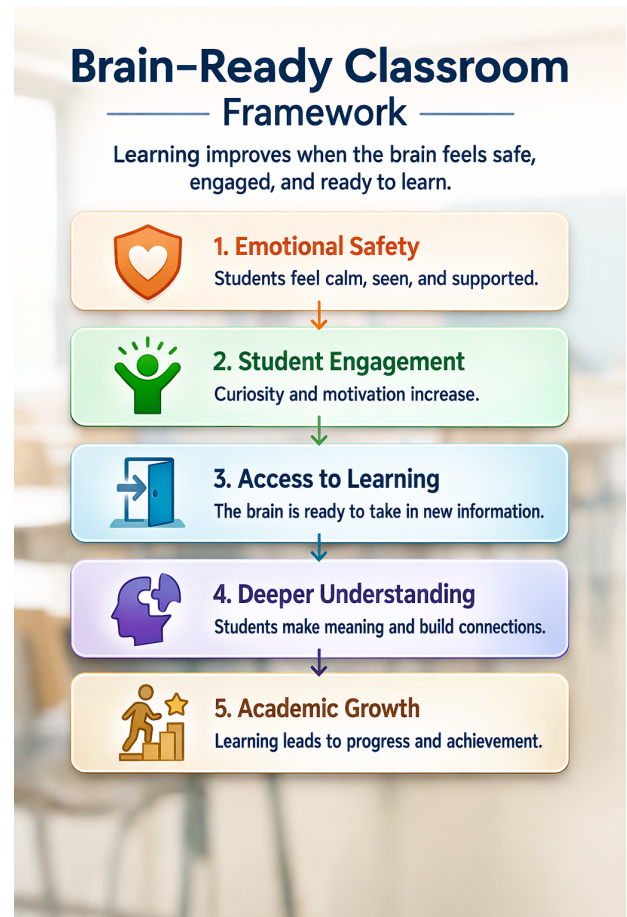 Brain–Ready Classroom
Framework
Learning improves when the brain feels safe,
engaged, and ready to learn.
1. Emotional Safety
Students feel calm, seen, and supported.
2. Student Engagement
Curiosity and motivation increase.
3. Access to Learning
The brain is ready to take in new information.
4. Deeper Understanding
Students make meaning and build connections.
5. Academic Growth
Learning leads to progress and achievement.